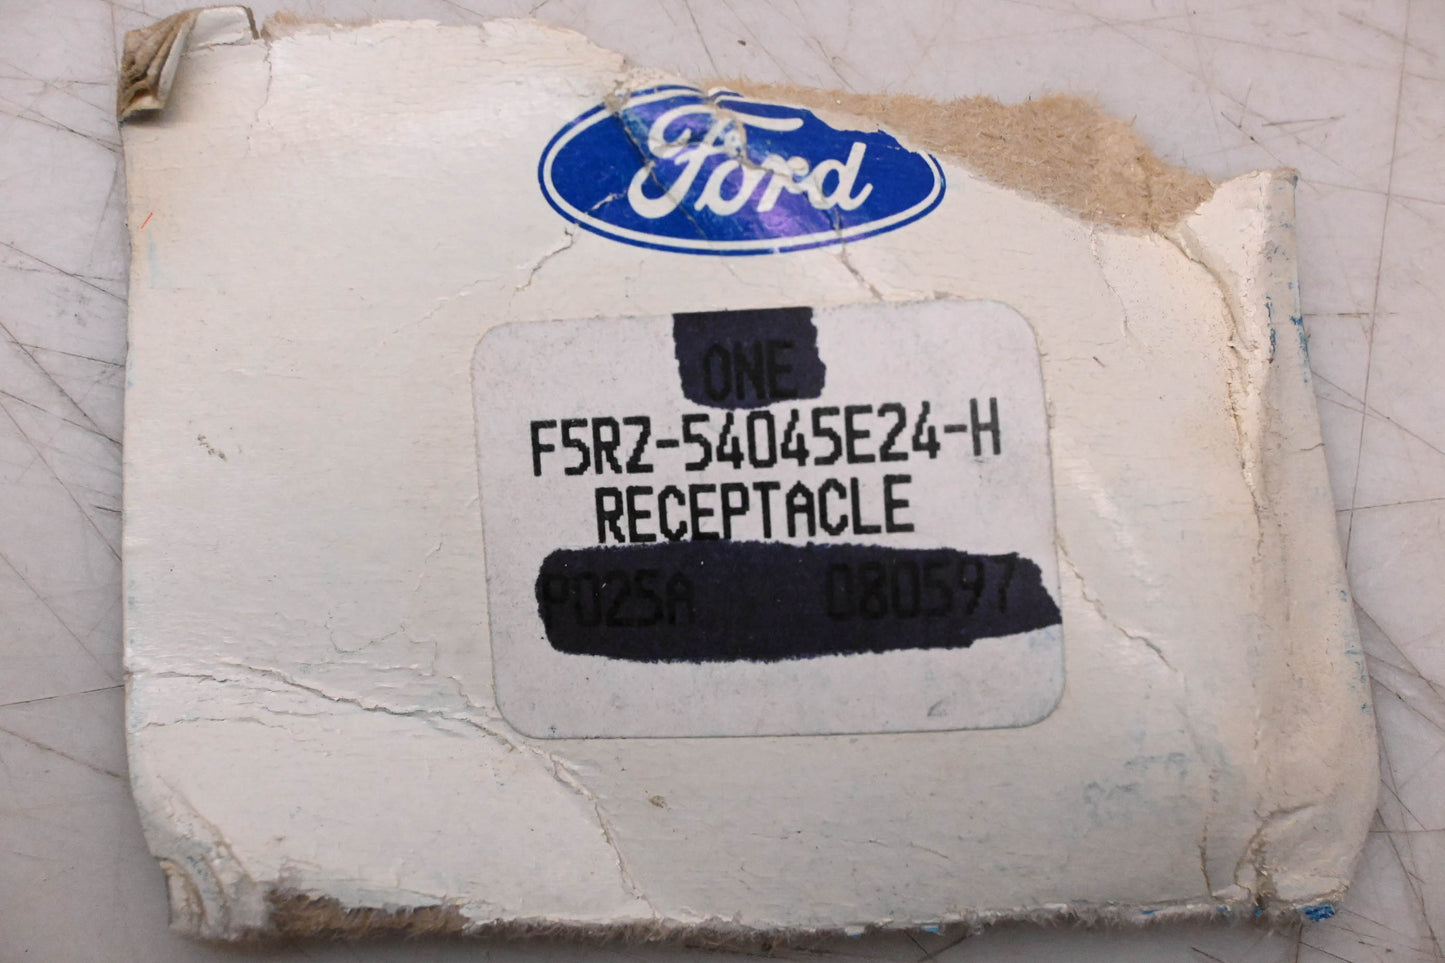 Ford
ONE
F5RZ-54045E24-H
RECEPTACLE
P025A 080597